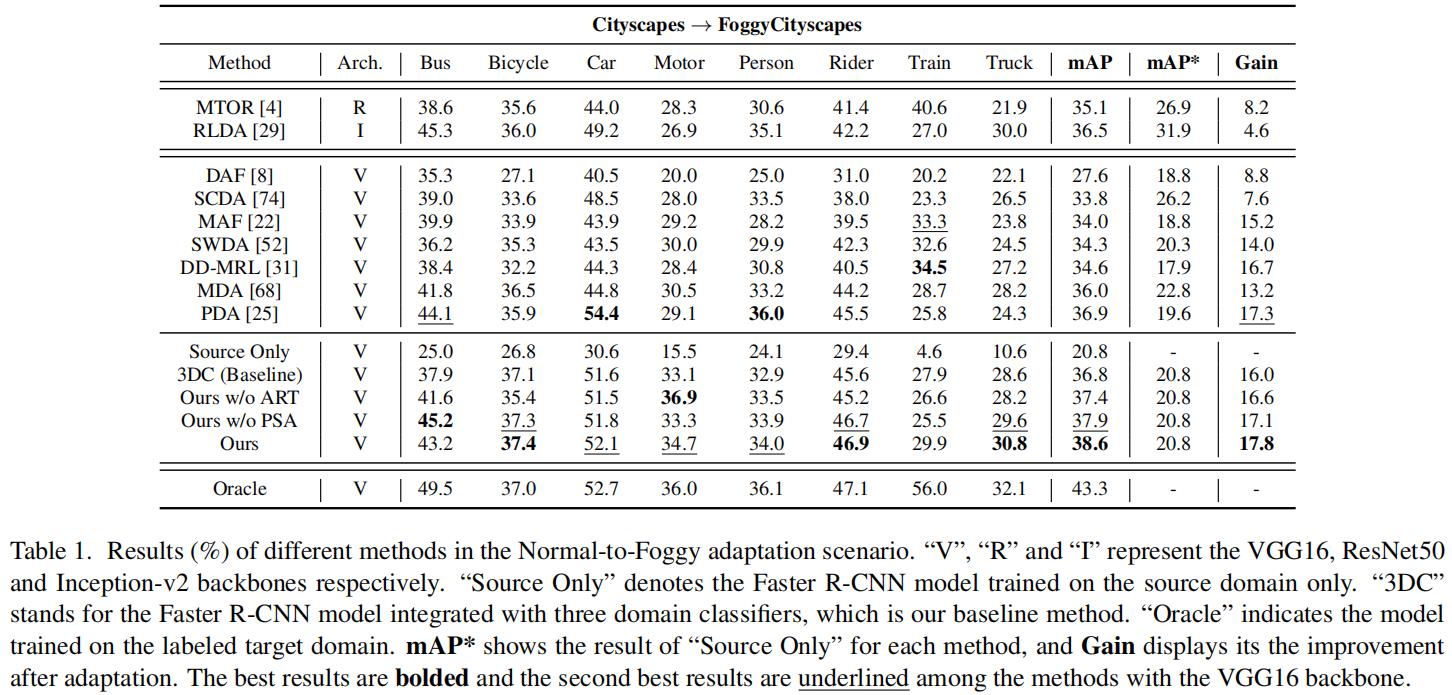 Cityscapes → FoggyCityscapes
Method Arch. Bus Bicycle Car Motor Person Rider Train Truck mAP mAP* Gain
MTOR [4] R 38.6 35.6 44.0 28.3 30.6 41.4 40.6 21.9 35.1 26.9 8.2
RLDA [29] I 45.3 36.0 49.2 26.9 35.1 42.2 27.0 30.0 36.5 31.9 4.6
DAF [8] V 35.3 27.1 40.5 20.0 25.0 31.0 20.2 22.1 27.6 18.8 8.8
SCDA [74] V 39.0 33.6 48.5 28.0 33.5 38.0 23.3 26.5 33.8 26.2 7.6
MAF [22] V 39.9 33.9 43.9 29.2 28.2 39.5 33.3 23.8 34.0 18.8 15.2
SWDA [52] V 36.2 35.3 43.5 30.0 29.9 42.3 32.6 24.5 34.3 20.3 14.0
DD-MRL [31] V 38.4 32.2 44.3 28.4 30.8 40.5 34.5 27.2 34.6 17.9 16.7
MDA [68] V 41.8 36.5 44.8 30.5 33.2 44.2 28.7 28.2 36.0 22.8 13.2
PDA [25] V 44.1 35.9 54.4 29.1 36.0 45.5 25.8 24.3 36.9 19.6 17.3
Source Only V 25.0 26.8 30.6 15.5 24.1 29.4 4.6 10.6 20.8 - -
3DC (Baseline) V 37.9 37.1 51.6 33.1 32.9 45.6 27.9 28.6 36.8 20.8 16.0
Ours w/o ART V 41.6 35.4 51.5 36.9 33.5 45.2 26.6 28.2 37.4 20.8 16.6
Ours w/o PSA V 45.2 37.3 51.8 33.3 33.9 46.7 25.5 29.6 37.9 20.8 17.1
Ours V 43.2 37.4 52.1 34.7 34.0 46.9 29.9 30.8 38.6 20.8 17.8
Oracle V 49.5 37.0 52.7 36.0 36.1 47.1 56.0 32.1 43.3 - -
Table 1. Results (%) of different methods in the Normal-to-Foggy adaptation scenario. “V”, “R” and “I” represent the VGG16, ResNet50
and Inception-v2 backbones respectively. “Source Only” denotes the Faster R-CNN model trained on the source domain only. “3DC”
stands for the Faster R-CNN model integrated with three domain classifiers, which is our baseline method. “Oracle” indicates the model
trained on the labeled target domain. mAP* shows the result of “Source Only” for each method, and Gain displays its the improvement
after adaptation. The best results are bolded and the second best results are underlined among the methods with the VGG16 backbone.